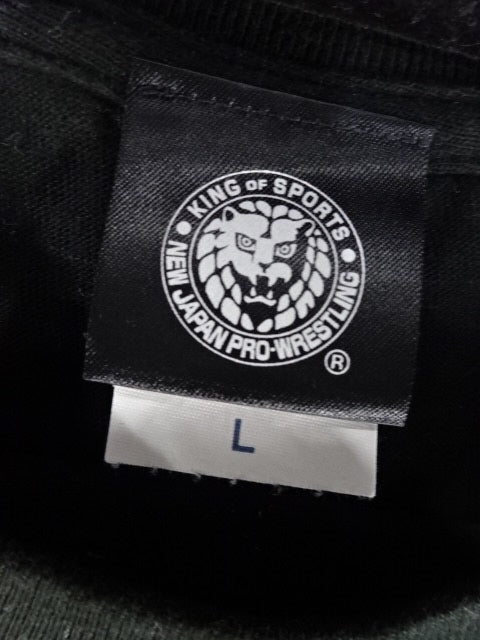 KING OF SPORTS
NEW JAPAN PRO-WRESTLING
®
L